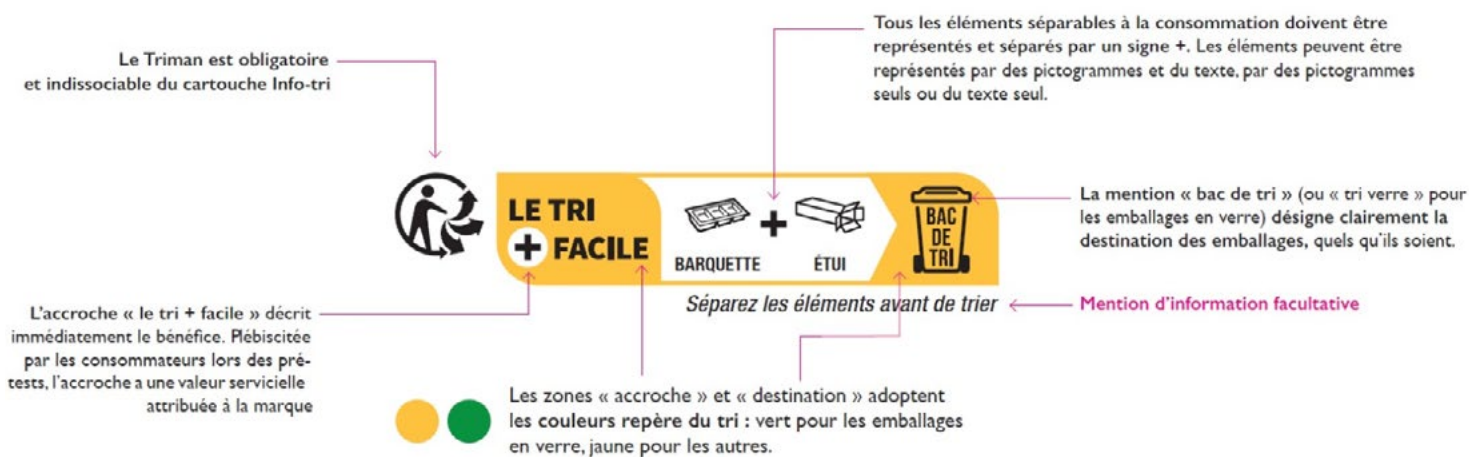 Le Triman est obligatoire
et indissociable du cartouche Info-tri
Tous les éléments séparables à la consommation doivent être
représentés et séparés par un signe +. Les éléments peuvent être
représentés par des pictogrammes et du texte, par des pictogrammes
seuls ou du texte seul.
LE TRI
+ FACILE
BARQUETTE
+
ÉTUI
BAC
DE
TRI
La mention « bac de tri » (ou « tri verre » pour
les emballages en verre) désigne clairement la
destination des emballages, quels qu'ils soient.
Séparez les éléments avant de trier
Mention d'information facultative
L'accroche « le tri + facile » décrit
immédiatement le bénéfice. Plébiscitée
par les consommateurs lors des pré-
tests, l'accroche a une valeur servicielle
attribuée à la marque
Les zones « accroche » et « destination » adoptent
les couleurs repère du tri : vert pour les emballages
en verre, jaune pour les autres.